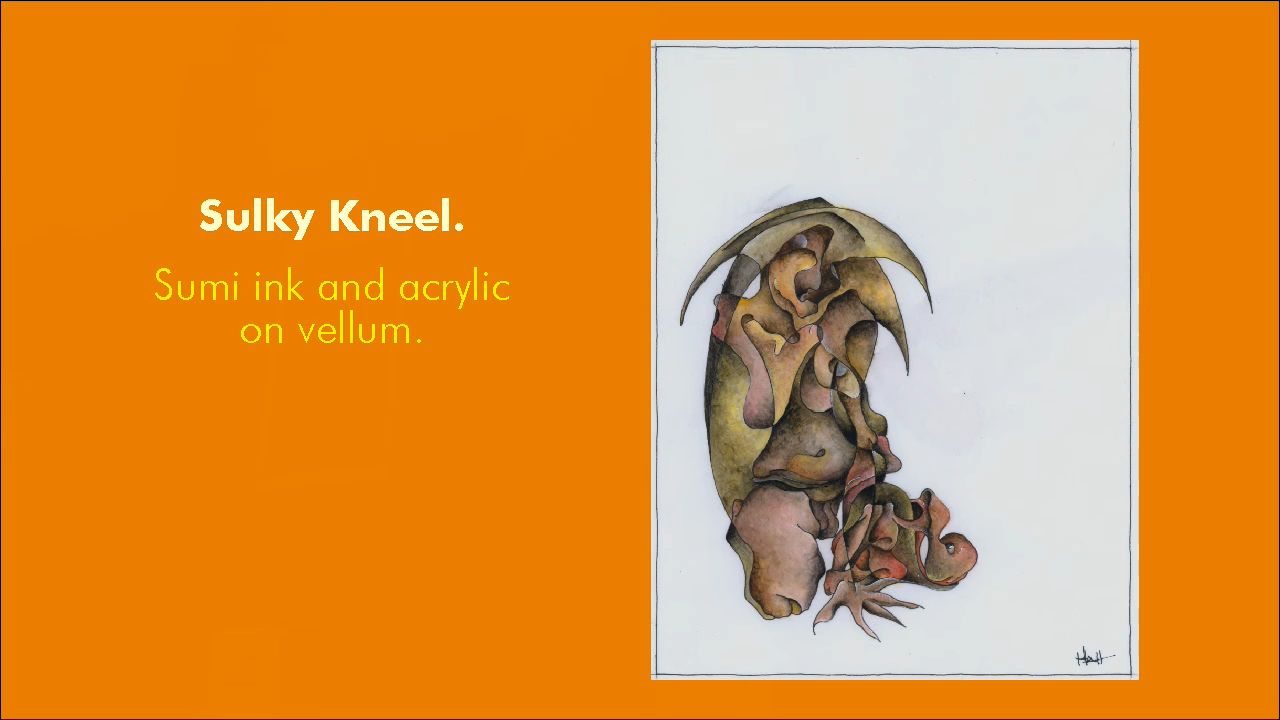 Sulky Kneel.
Sumi ink and acrylic
on vellum.